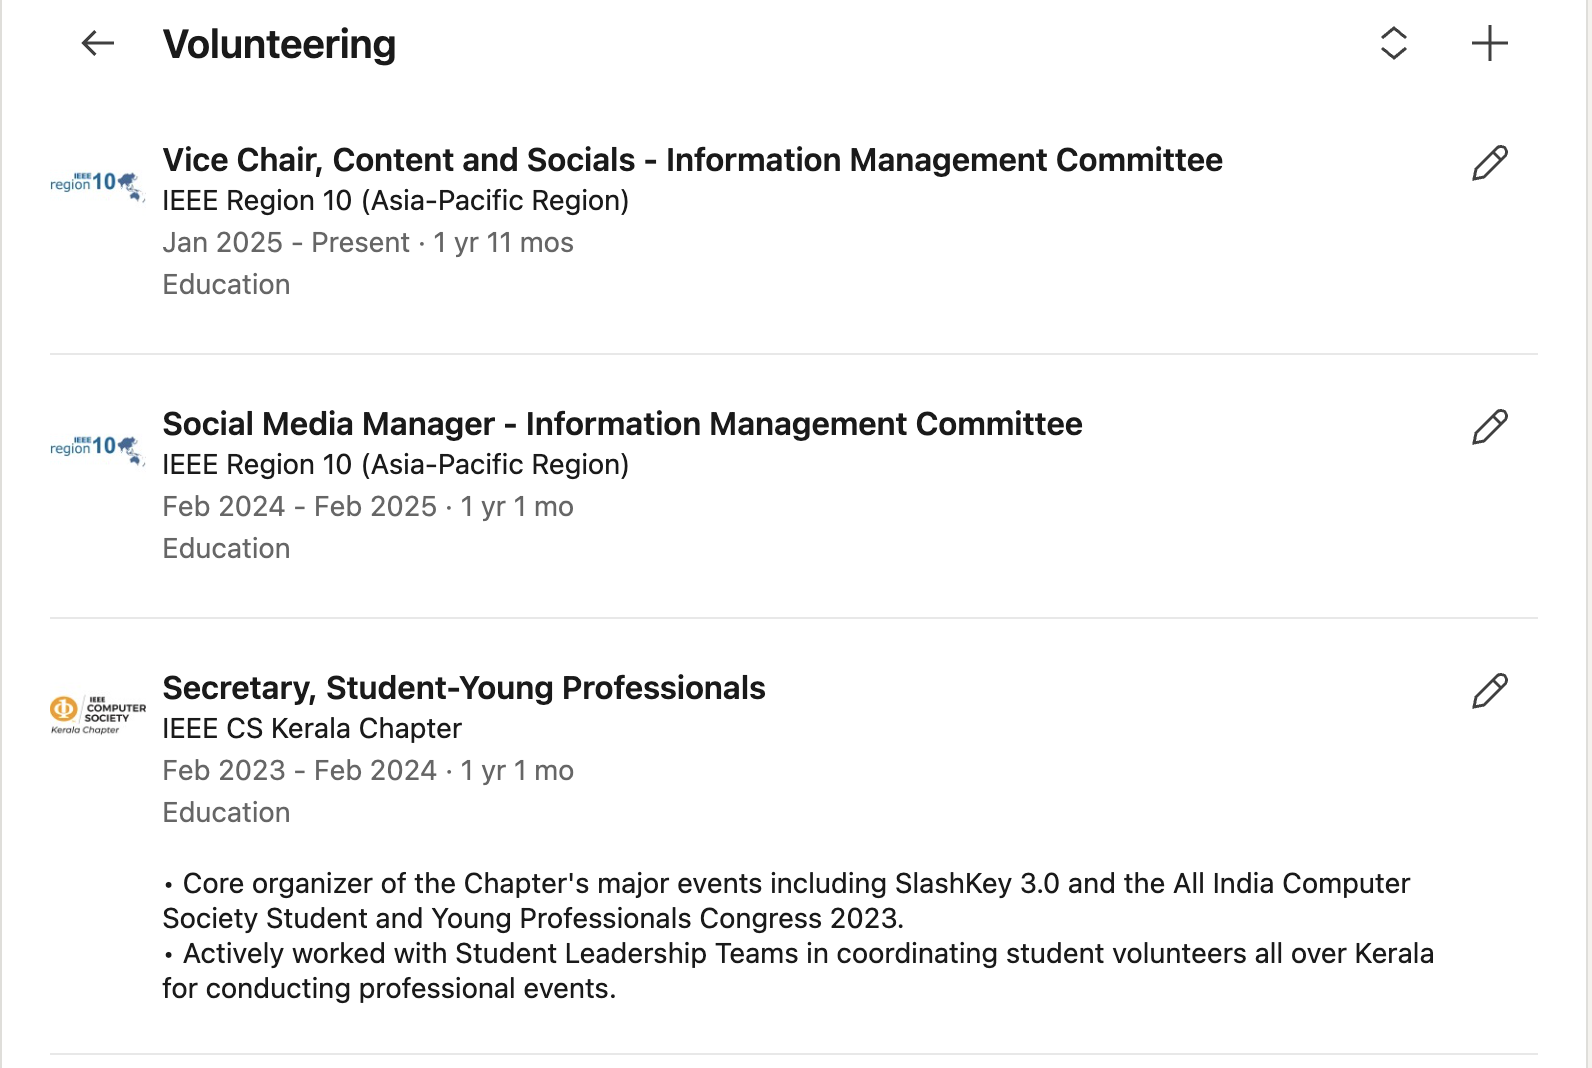 Volunteering
IEEE
region10
Vice Chair, Content and Socials - Information Management Committee
IEEE Region 10 (Asia-Pacific Region)
Jan 2025 - Present · 1 yr 11 mos
Education
IEEE
region10
Social Media Manager - Information Management Committee
IEEE Region 10 (Asia-Pacific Region)
Feb 2024 - Feb 2025 · 1 yr 1 mo
Education
IEEE
COMPUTER
SOCIETY
Kerala Chapter
Secretary, Student-Young Professionals
IEEE CS Kerala Chapter
Feb 2023 - Feb 2024 · 1 yr 1 mo
Education
• Core organizer of the Chapter's major events including SlashKey 3.0 and the All India Computer
Society Student and Young Professionals Congress 2023.
• Actively worked with Student Leadership Teams in coordinating student volunteers all over Kerala
for conducting professional events.